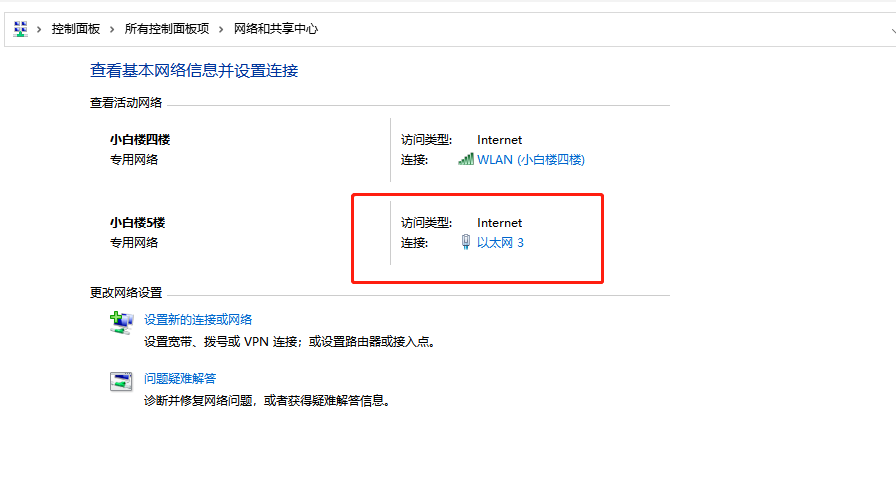 控制面板 > 所有控制面板项 > 网络和共享中心
查看基本网络信息并设置连接
查看活动网络
小白楼四楼
专用网络
访问类型: Internet
连接: WLAN (小白楼四楼)
小白楼5楼
专用网络
访问类型: Internet
连接: 以太网 3
更改网络设置
设置新的连接或网络
设置宽带、拨号或 VPN 连接；或设置路由器或接入点。
问题疑难解答
诊断并修复网络问题，或者获得疑难解答信息。